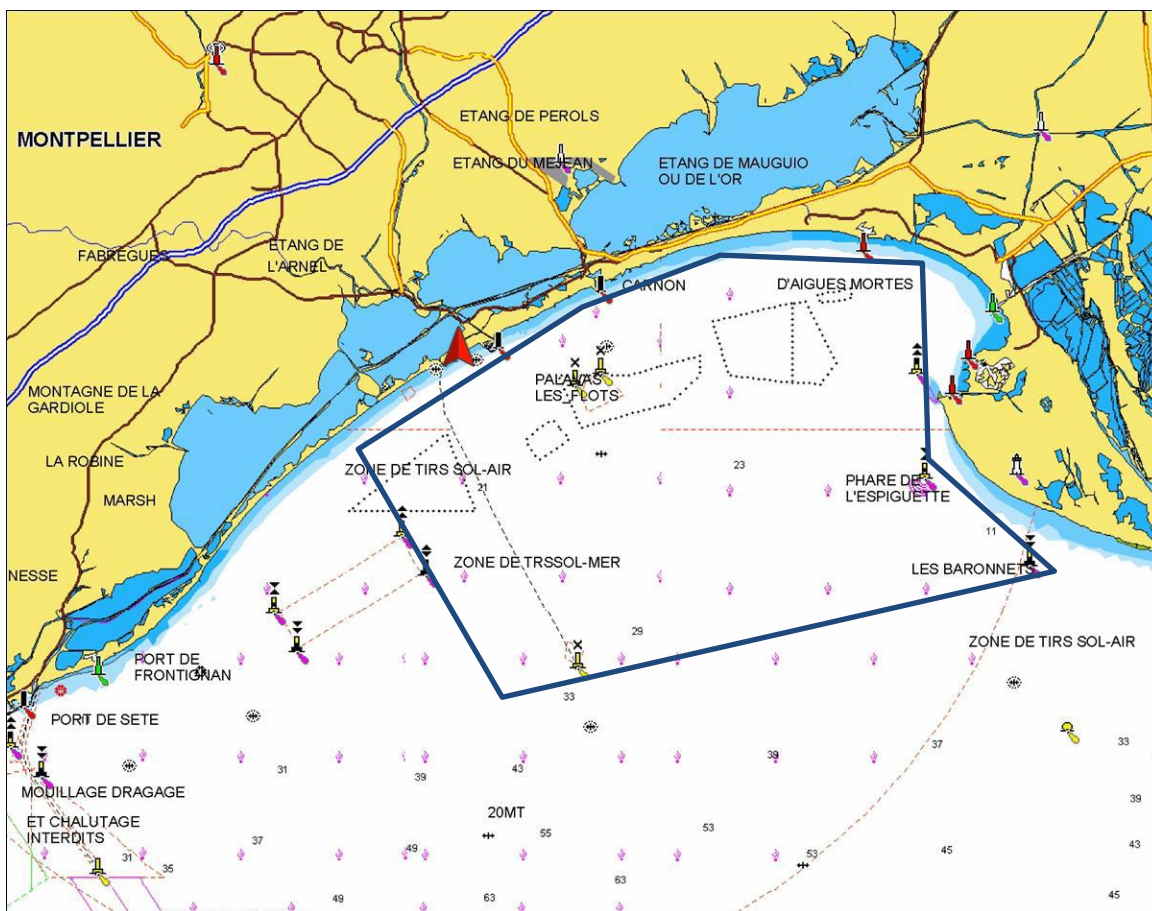 ETANG DE PEROLS
MONTPELLIER
ETANG DU MEJEAN
ETANG DE MAUGUIO
OU DE L'OR
FABREGUES
ETANG DE
L'ARNEL
CARNON
D'AIGUES MORTES
PALAVAS
LES-FLOTS
MONTAGNE DE LA
GARDIOLE
LA ROBINE
MARSH
ZONE DE TIRS SOL-AIR
21
23
PHARE DE
L'ESPIGUETTE
11
NESSE
ZONE DE TRSSOL-MER
LES BARONNETS
29
ZONE DE TIRS SOL-AIR
PORT DE
FRONTIGNAN
33
PORT DE SETE
37
33
31
39
43
39
MOUILLAGE DRAGAGE
39
20MT
ET CHALUTAGE
INTERDITS
37
55
53
43
31
35
49
53
45
63
63
45
49